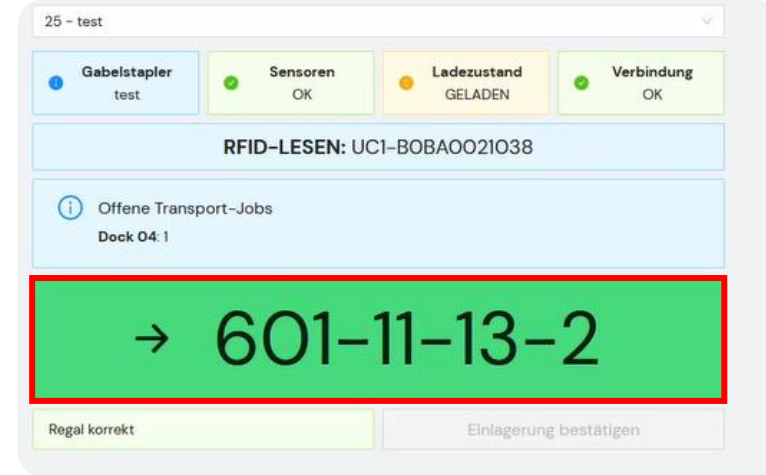 25 - test
Gabelstapler
test
Sensoren
OK
Ladezustand
GELADEN
Verbindung
OK
RFID-LESEN: UC1-B0BA0021038
Offene Transport-Jobs
Dock 04: 1
→ 601-11-13-2
Regal korrekt
Einlagerung bestätigen